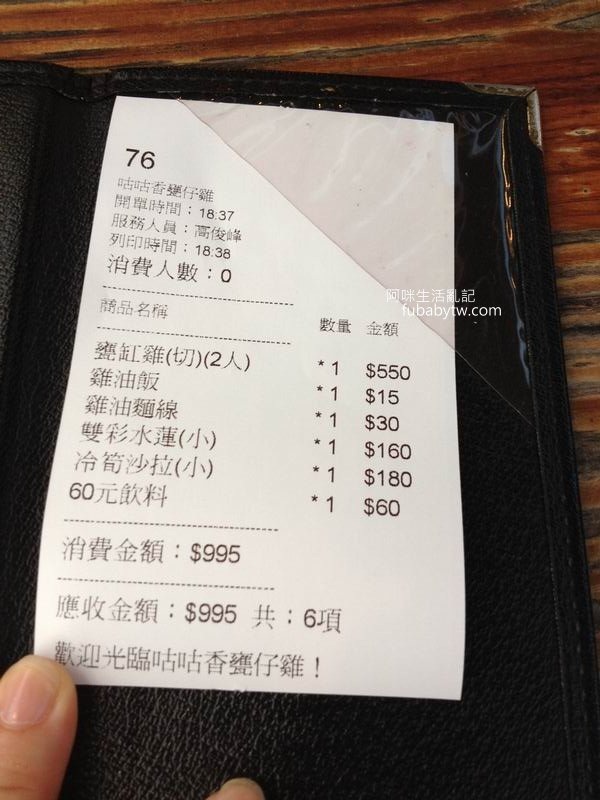 76
咕咕香甕仔雞
開單時間：18:37
服務人員：高俊峰
列印時間：18:38
消費人數：0
商品名稱 數量 金額
甕缸雞(切)(2人) *1 $550
雞油飯 *1 $15
雞油麵線 *1 $30
雙彩水蓮(小) *1 $160
冷筍沙拉(小) *1 $180
60元飲料 *1 $60
消費金額：$995
應收金額：$995 共：6項
歡迎光臨咕咕香甕仔雞！
阿咪生活亂記
fubabytw.com